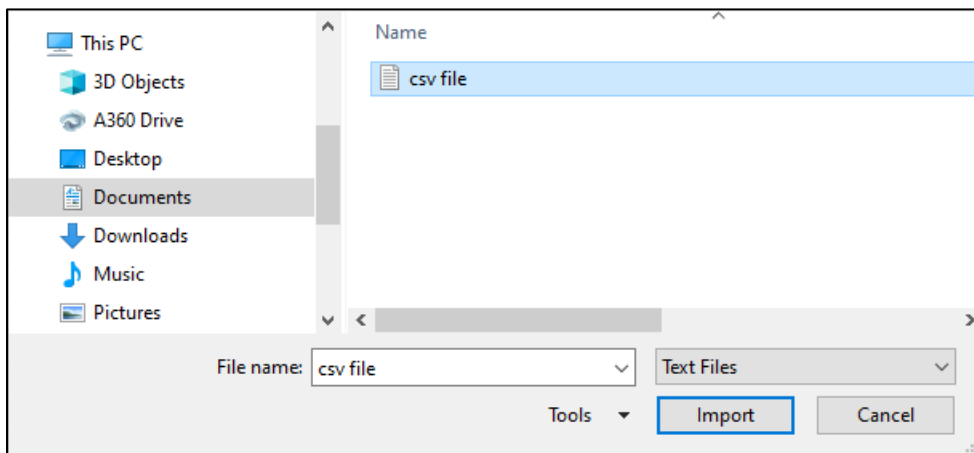 This PC
3D Objects
A360 Drive
Desktop
Documents
Downloads
Music
Pictures
Name
csv file
File name: csv file Text Files
Tools Import Cancel